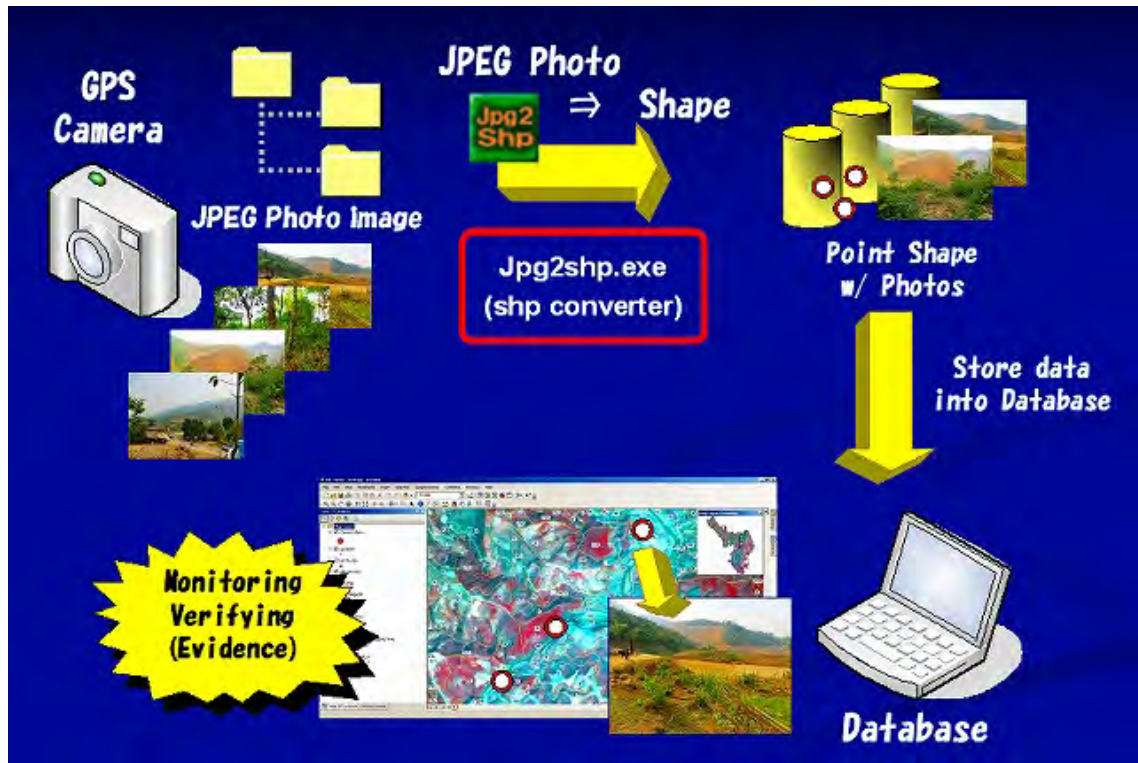 GPS
Camera
JPEG Photo Image
JPEG Photo
⇒ Shape
Jpg2
Shp
Jpg2shp.exe
(shp converter)
Point Shape
w/ Photos
Store data
into Database
Monitoring
Verifying
(Evidence)
Database